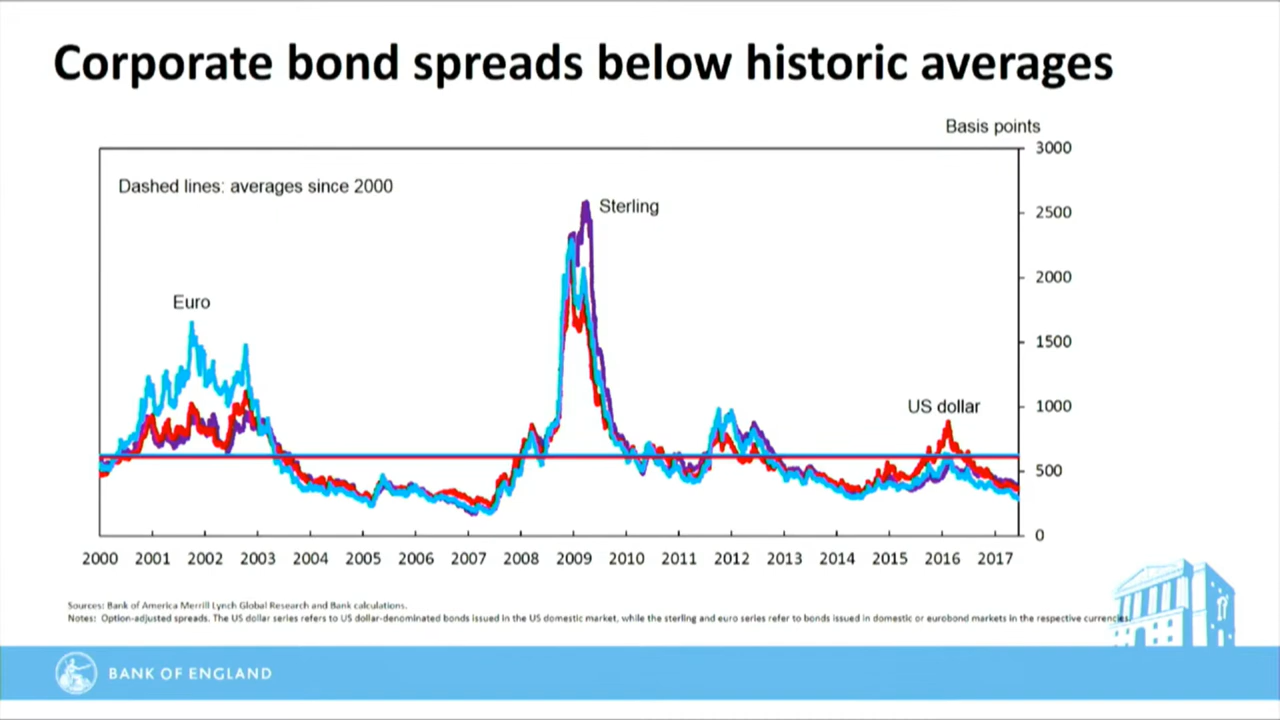 Corporate bond spreads below historic averages
Basis points
Dashed lines: averages since 2000
3000
2500
2000
1500
1000
500
0
Sterling
Euro
US dollar
2000 2001 2002 2003 2004 2005 2006 2007 2008 2009 2010 2011 2012 2013 2014 2015 2016 2017
Sources: Bank of America Merrill Lynch Global Research and Bank calculations.
Notes: Option-adjusted spreads. The US dollar series refers to US dollar-denominated bonds issued in the US domestic market, while the sterling and euro series refer to bonds issued in domestic or eurobond markets in the respective currencies.
BANK OF ENGLAND